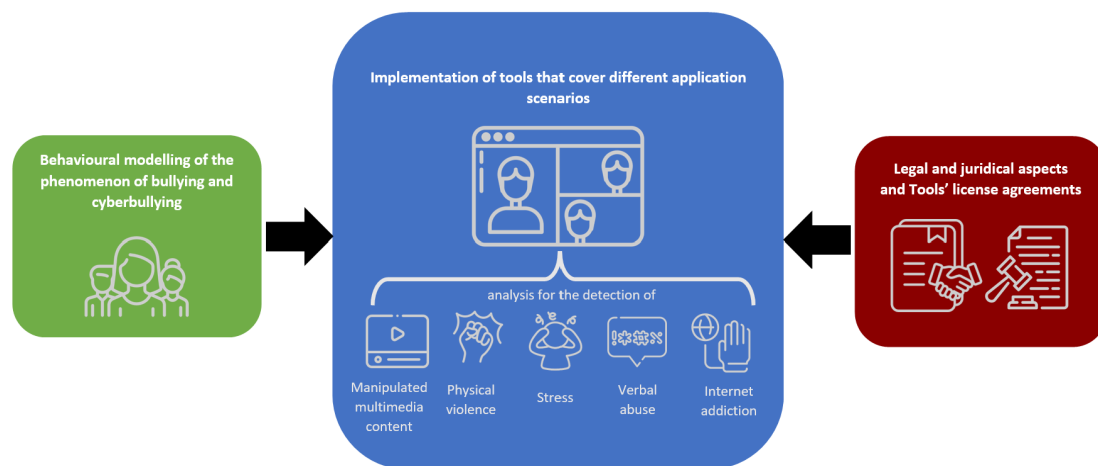 Behavioural modelling of the
phenomenon of bullying and
cyberbullying
Implementation of tools that cover different application
scenarios
analysis for the detection of
Manipulated
multimedia
content
Physical
violence
Stress
!*#%
Verbal
abuse
Internet
addiction
Legal and juridical aspects
and Tools' license agreements